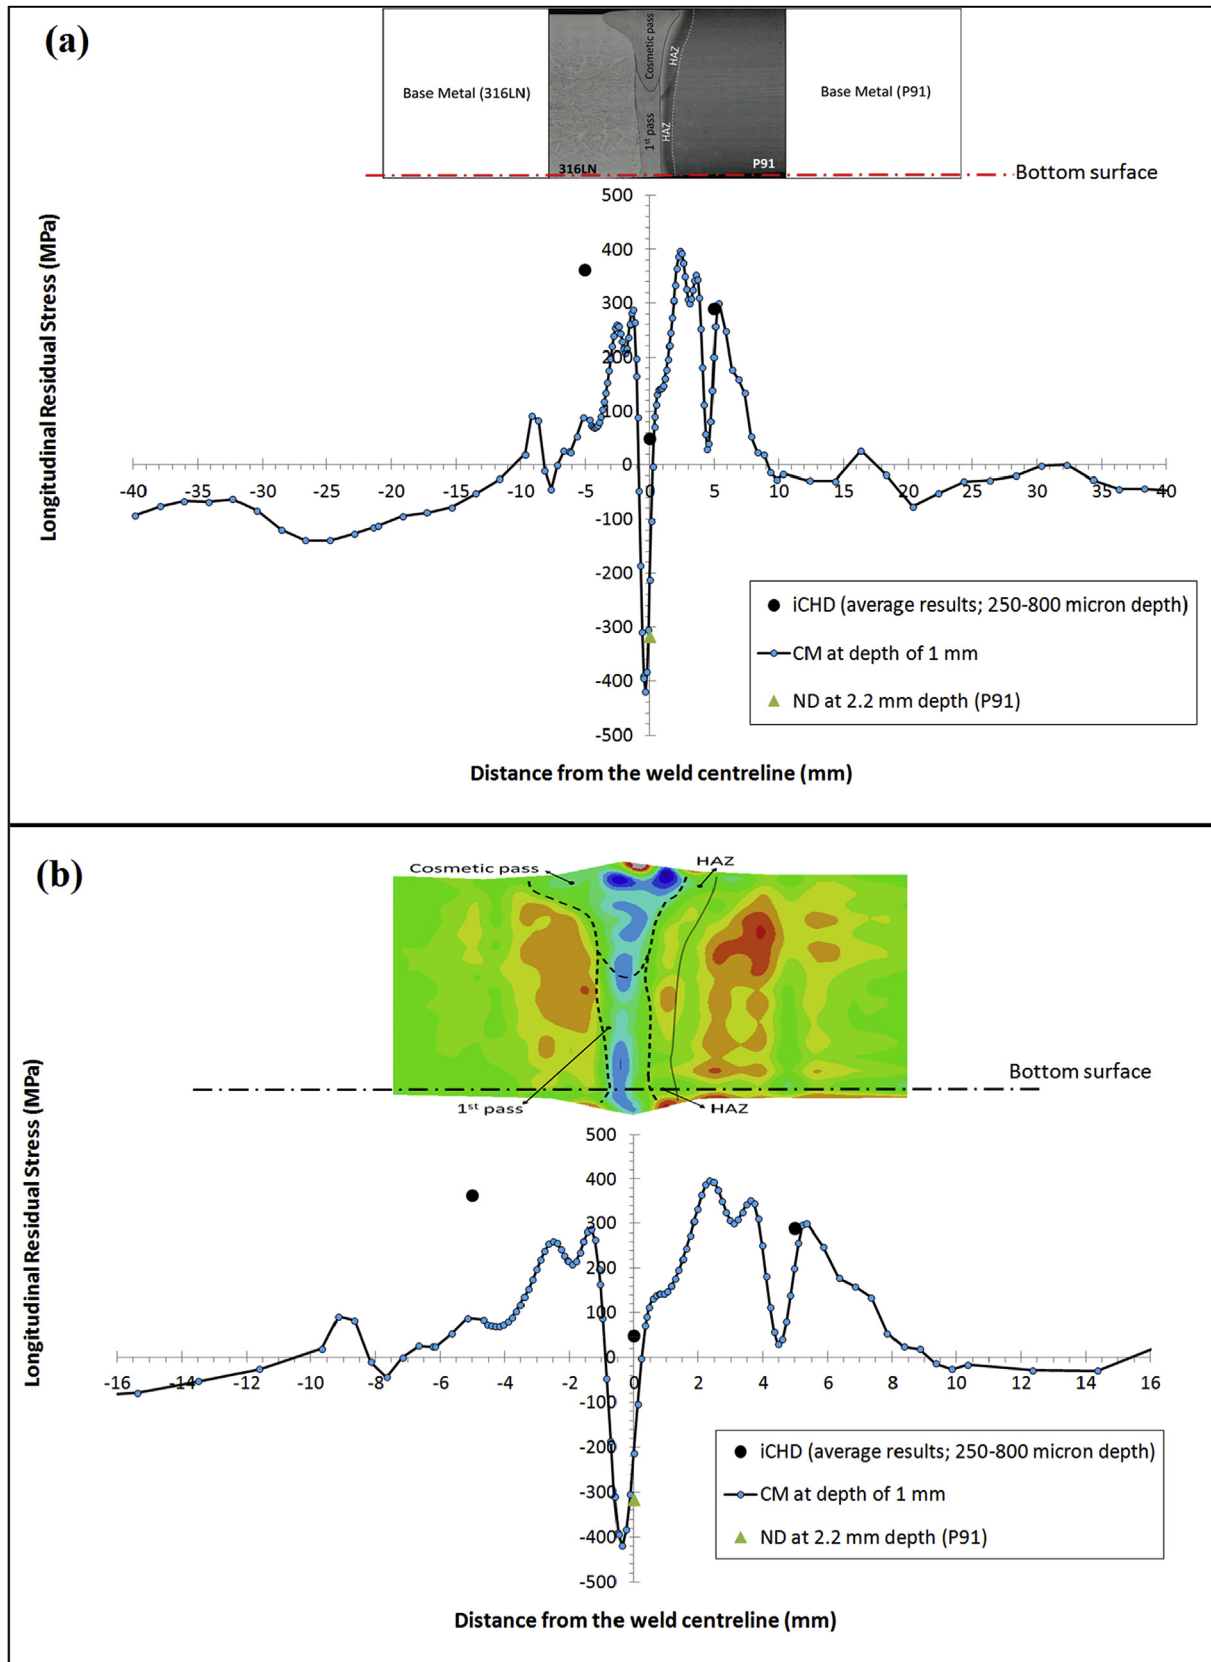 (a)
Base Metal (316LN)
Cosmetic pass
HAZ
Base Metal (P91)
1st pass
HAZ
316LN
P91
Bottom surface
Longitudinal Residual Stress (MPa)
500
400
300
200
100
0
-100
-200
-300
-400
-500
-40 -35 -30 -25 -20 -15 -10 -5 0 5 10 15 20 25 30 35 40
iCHD (average results; 250-800 micron depth)
CM at depth of 1 mm
ND at 2.2 mm depth (P91)
Distance from the weld centreline (mm)
(b)
Cosmetic pass
HAZ
Bottom surface
1st pass
HAZ
Longitudinal Residual Stress (MPa)
500
400
300
200
100
0
-100
-200
-300
-400
-500
-16 -14 -12 -10 -8 -6 -4 -2 0 2 4 6 8 10 12 14 16
iCHD (average results; 250-800 micron depth)
CM at depth of 1 mm
ND at 2.2 mm depth (P91)
Distance from the weld centreline (mm)